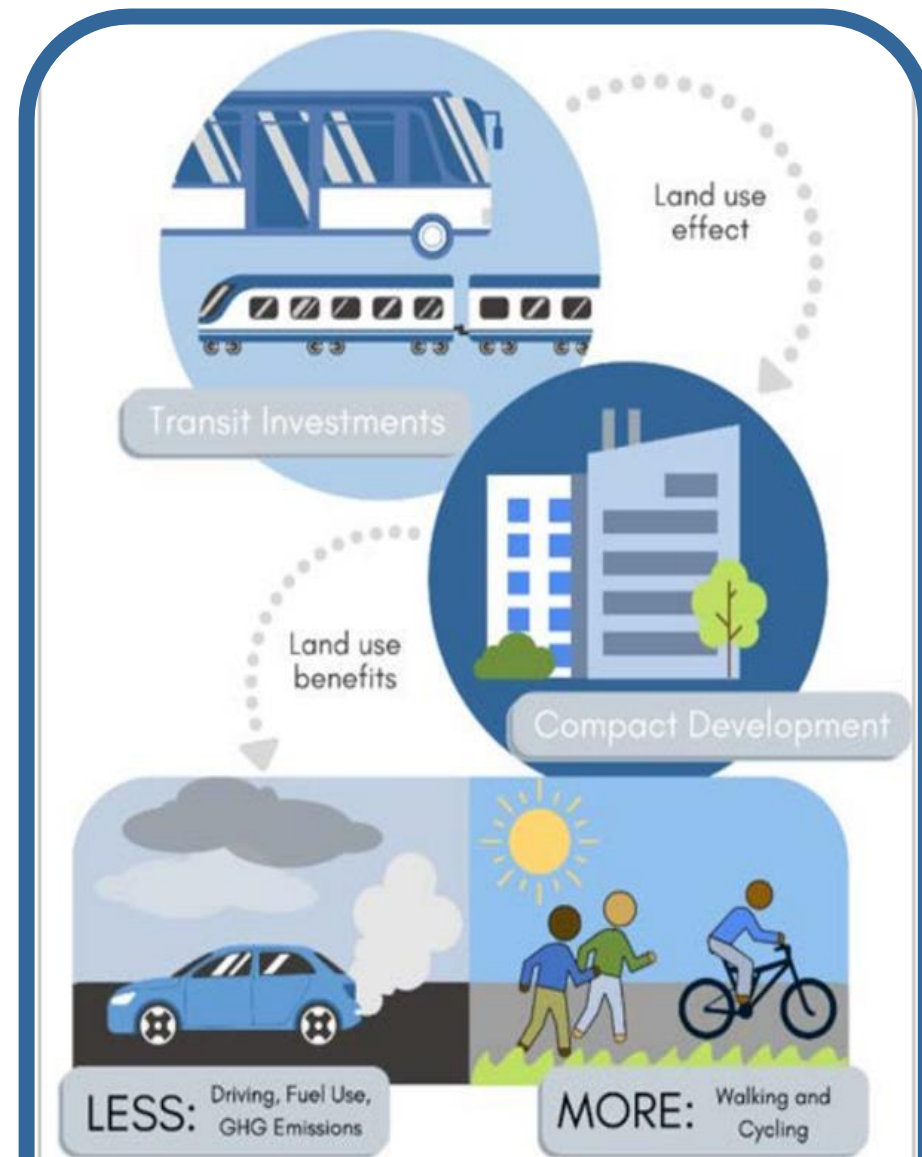 Land use
effect
Transit Investments
Land use
benefits
Compact Development
LESS: Driving, Fuel Use,
GHG Emissions
MORE: Walking and
Cycling